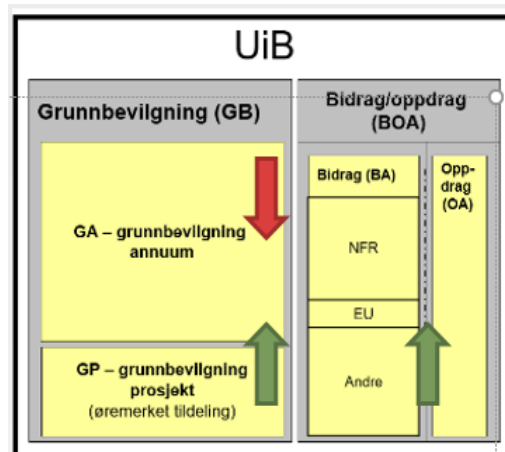 UiB
Grunnbevilgning (GB)
GA – grunnbevilgning
annuum
GP – grunnbevilgning
prosjekt
(øremerket tildeling)
Bidrag/oppdrag
(BOA)
Bidrag (BA)
NFR
EU
Andre
Opp-
drag
(OA)